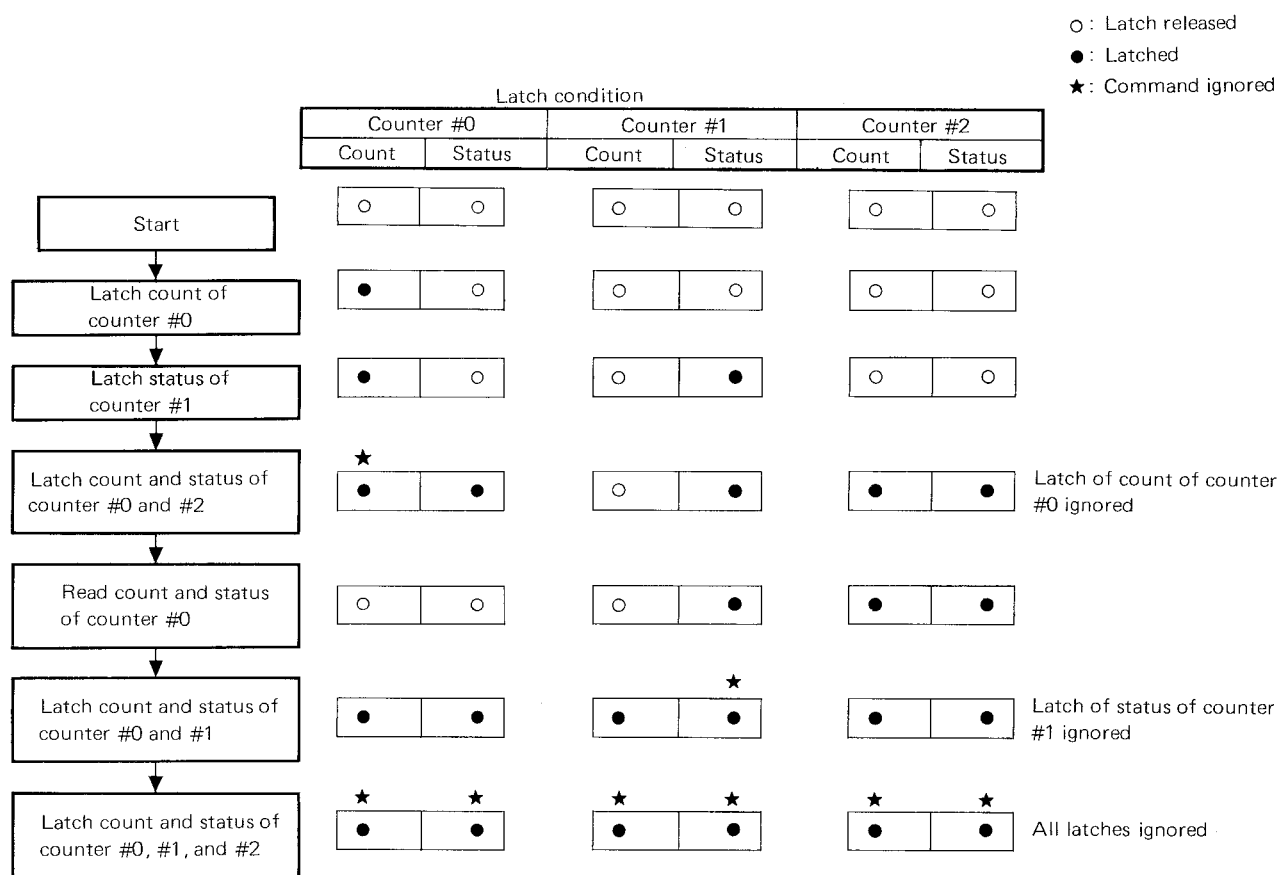 ○: Latch released
●: Latched
★: Command ignored
Latch condition
Counter #0 Counter #1 Counter #2
Count Status Count Status Count Status
Start
Latch count of
counter #0
Latch status of
counter #1
Latch count and status of
counter #0 and #2
Latch of count of counter
#0 ignored
Read count and status
of counter #0
Latch count and status of
counter #0 and #1
Latch of status of counter
#1 ignored
Latch count and status of
counter #0, #1, and #2
All latches ignored